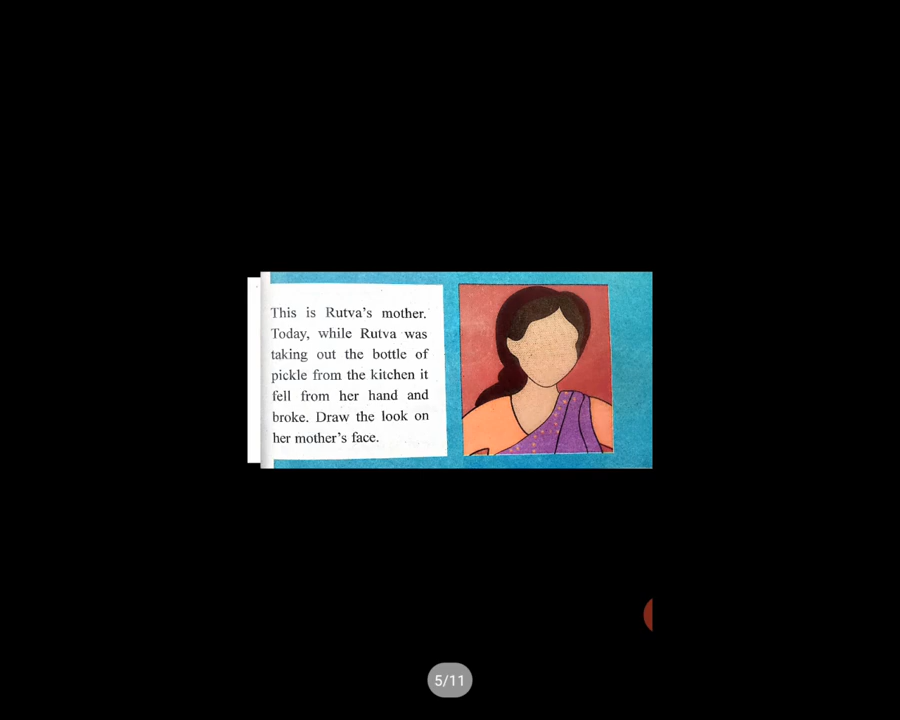 This is Rutva's mother.
Today, while Rutva was
taking out the bottle of
pickle from the kitchen it
fell from her hand and
broke. Draw the look on
her mother's face.
5/11